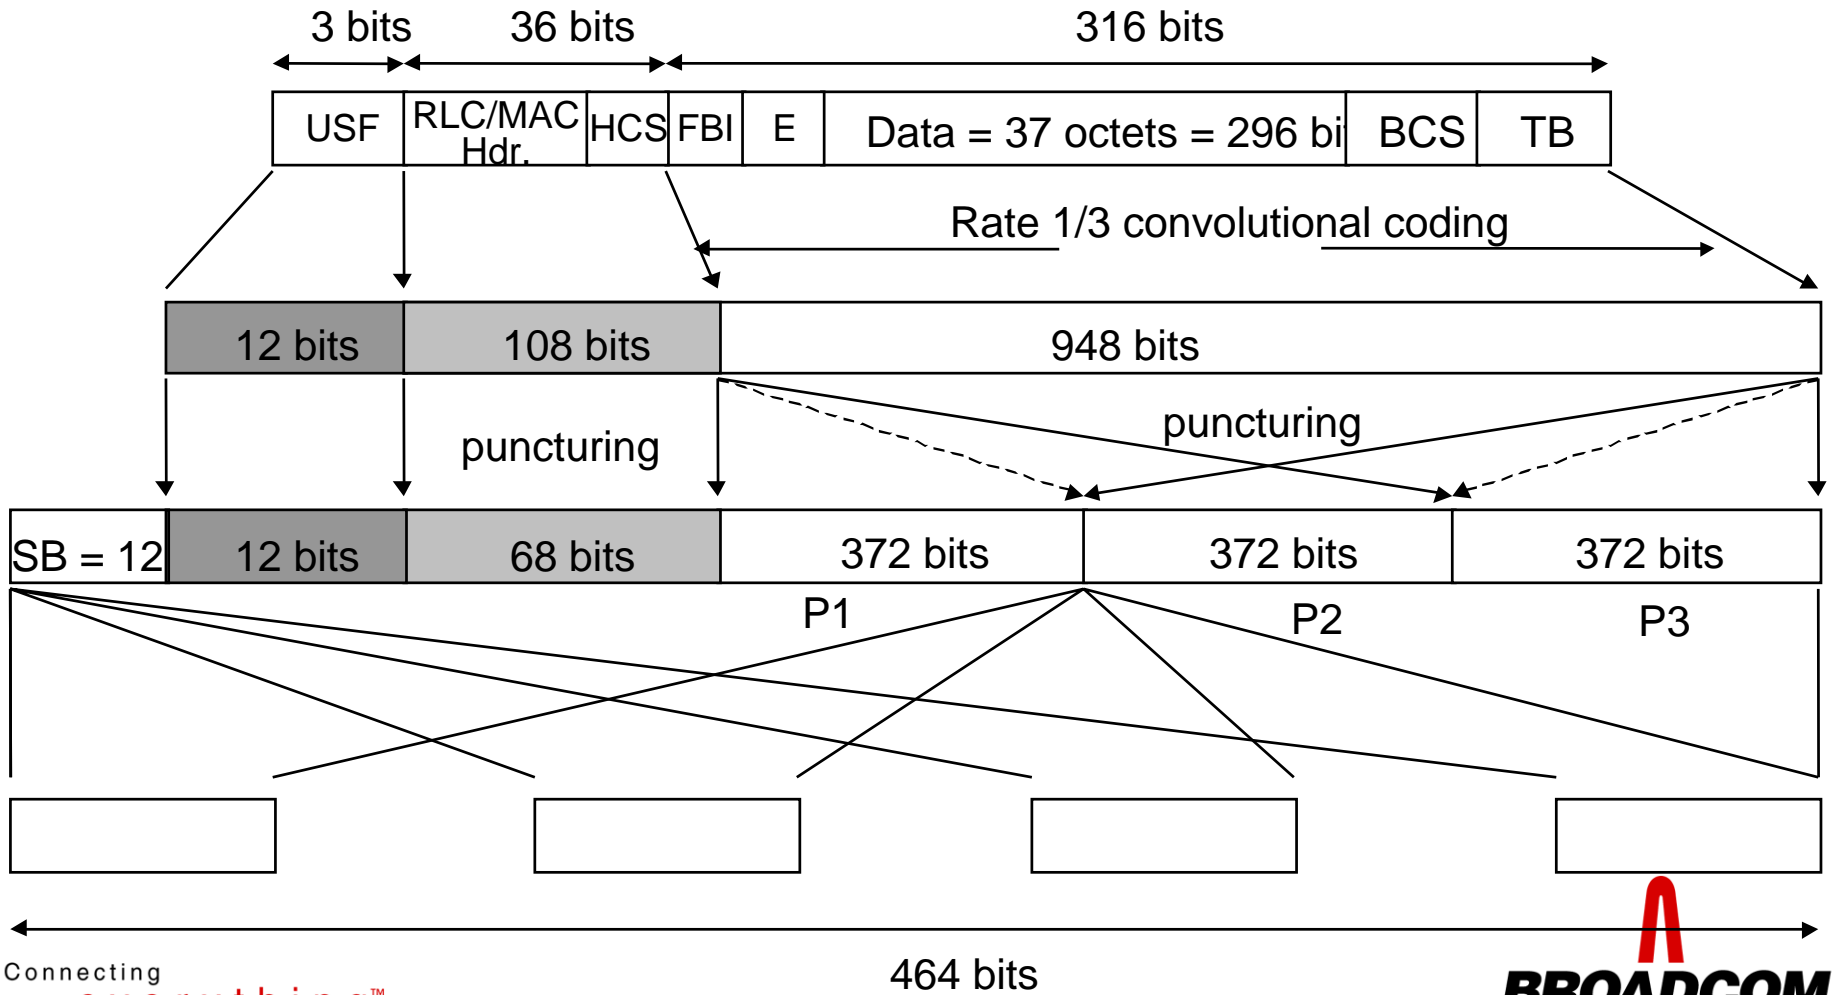 3 bits 36 bits 316 bits
USF RLC/MAC Hdr. HCS FBI E Data = 37 octets = 296 bi BCS TB
Rate 1/3 convolutional coding
12 bits 108 bits 948 bits
puncturing puncturing
SB = 12 12 bits 68 bits 372 bits 372 bits 372 bits
P1 P2 P3
464 bits
Connecting
everything™
BROADCOM